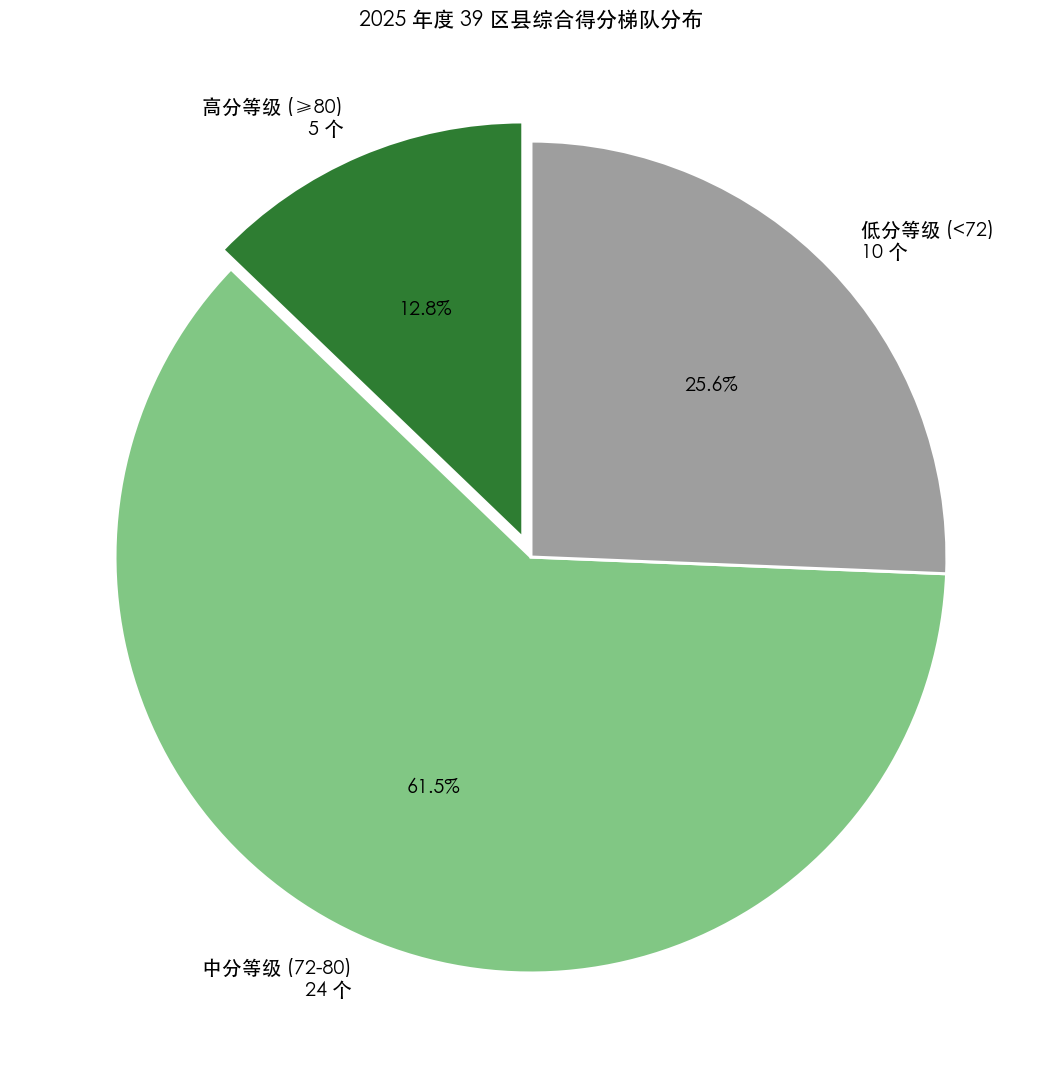 2025 年度 39 区县综合得分梯队分布
高分等级 (≥80)
5 个
低分等级 (<72)
10 个
12.8%
25.6%
61.5%
中分等级 (72-80)
24 个